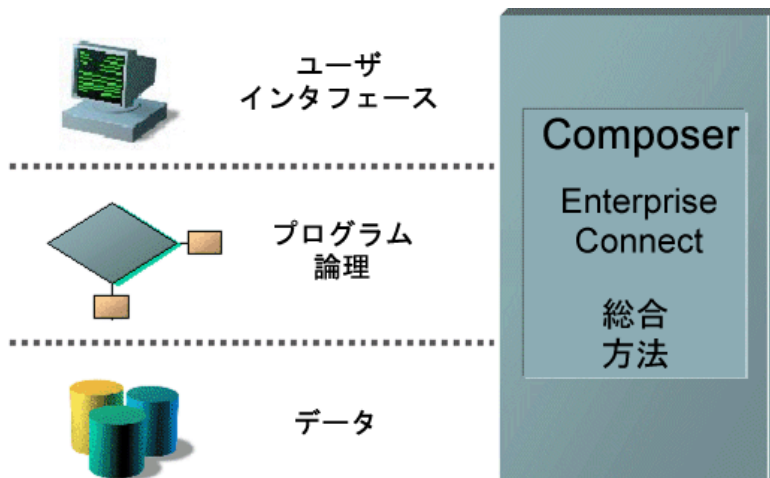 ユーザ
インタフェース
プログラム
論理
データ
Composer
Enterprise
Connect
総合
方法